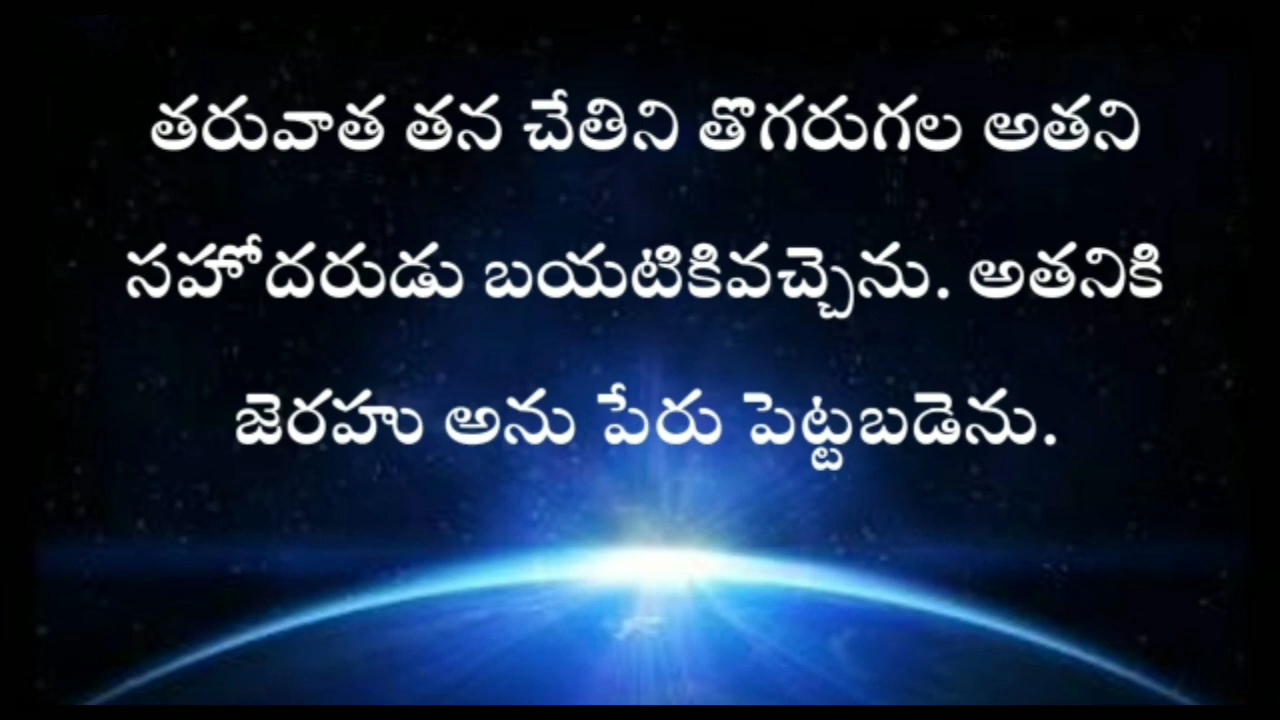 తరువాత తన చేతిని తొగరుగల అతని
సహోదరుడు బయటికివచ్చెను. అతనికి
జెరహు అను పేరు పెట్టబడెను.